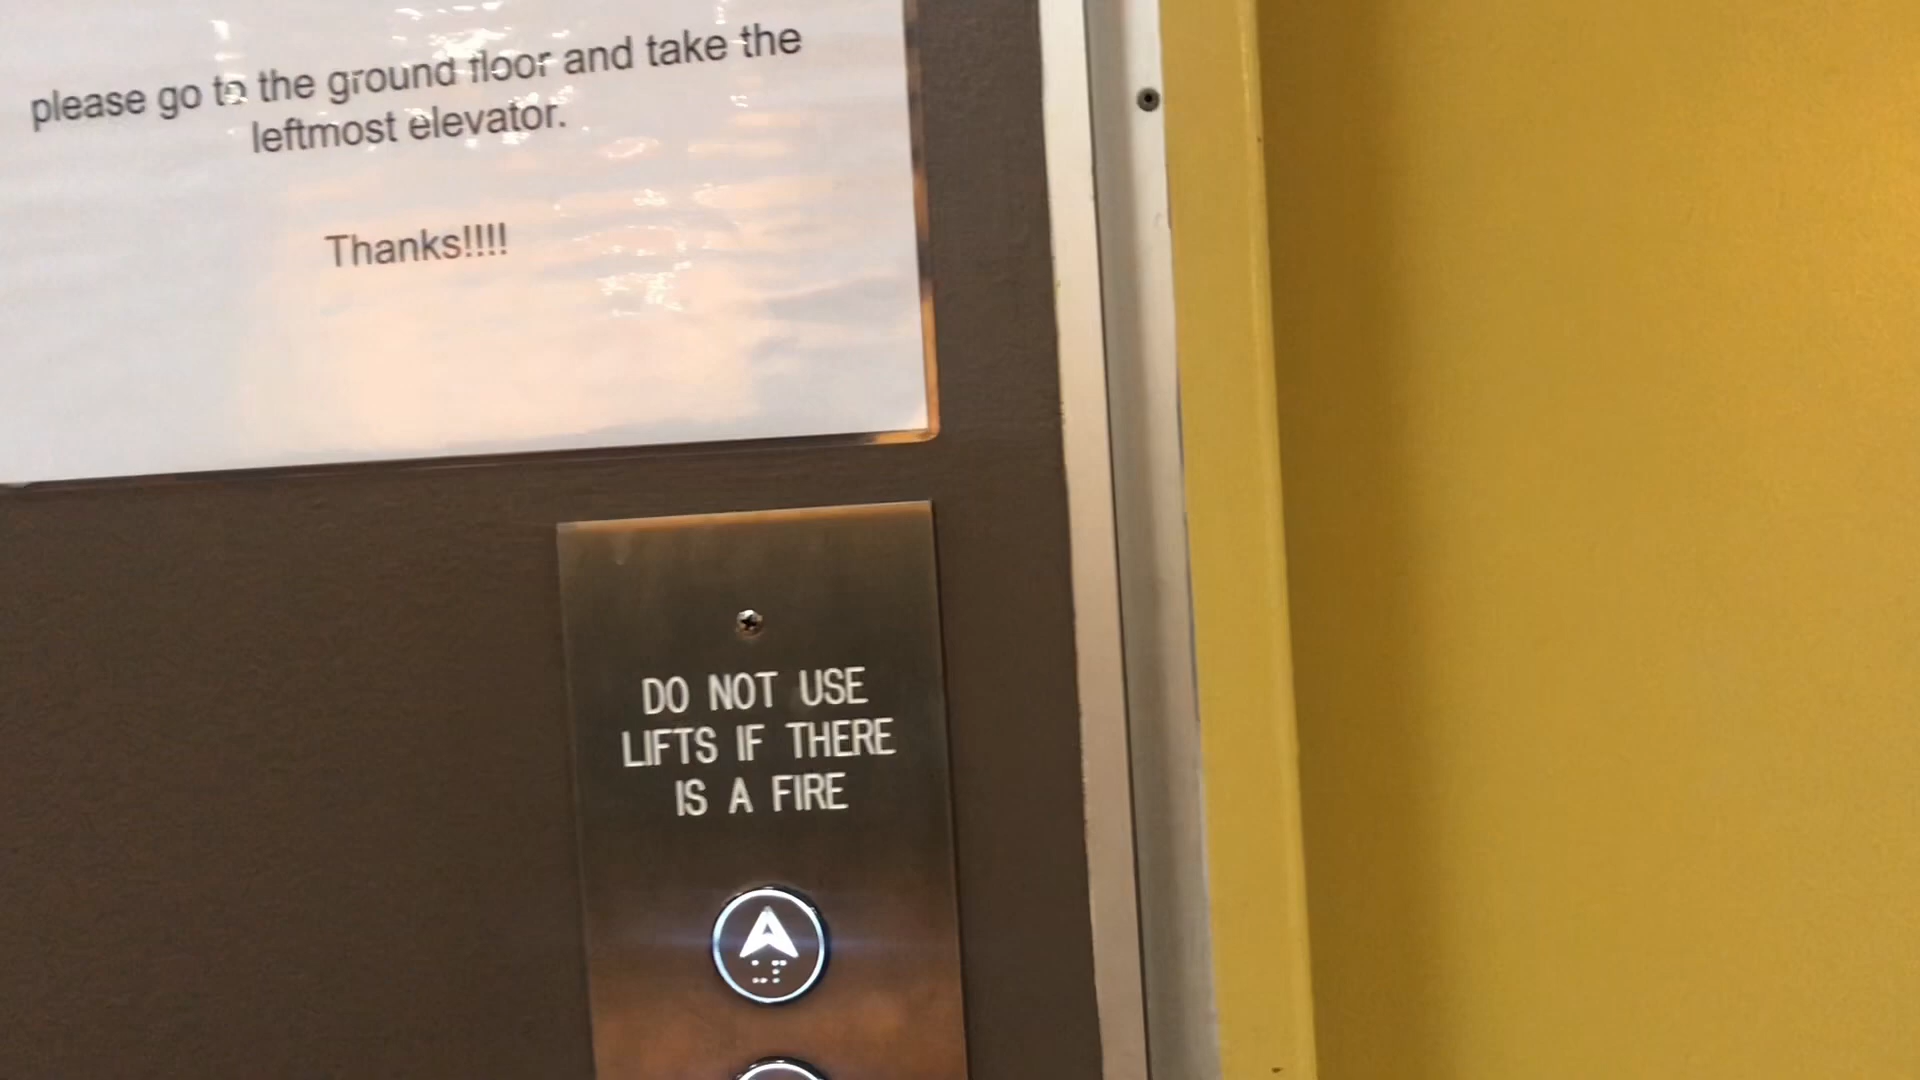 please go to the ground floor and take the
leftmost elevator.
Thanks!!!!
DO NOT USE
LIFTS IF THERE
IS A FIRE